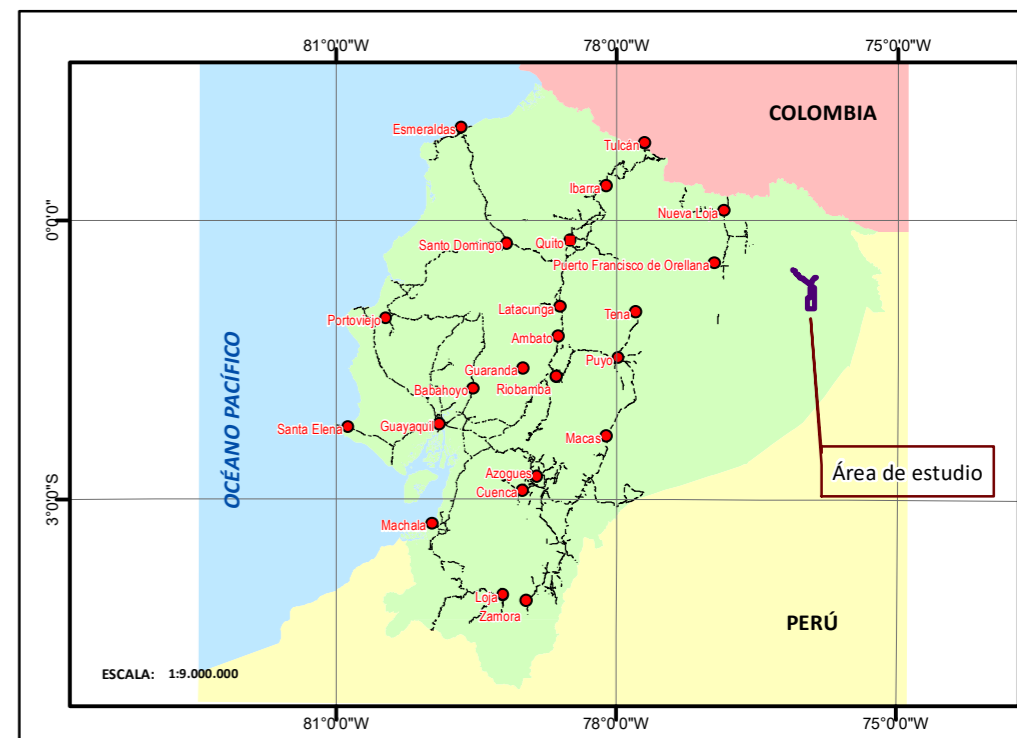 81°0'0"W
78°0'0"W
75°0'0"W
COLOMBIA
Esmeraldas
Tulcán
Ibarra
Nueva Loja
0°0'0"
Santo Domingo
Quito
Puerto Francisco de Orellana
Latacunga
Tena
Portoviejo
Ambato
Puyo
Guaranda
Riobamba
Babahoyo
OCÉANO PACÍFICO
Santa Elena
Guayaquil
Macas
Área de estudio
Azogues
Cuenca
3°0'0"S
Machala
Loja
Zamora
PERÚ
ESCALA: 1:9.000.000
81°0'0"W
78°0'0"W
75°0'0"W